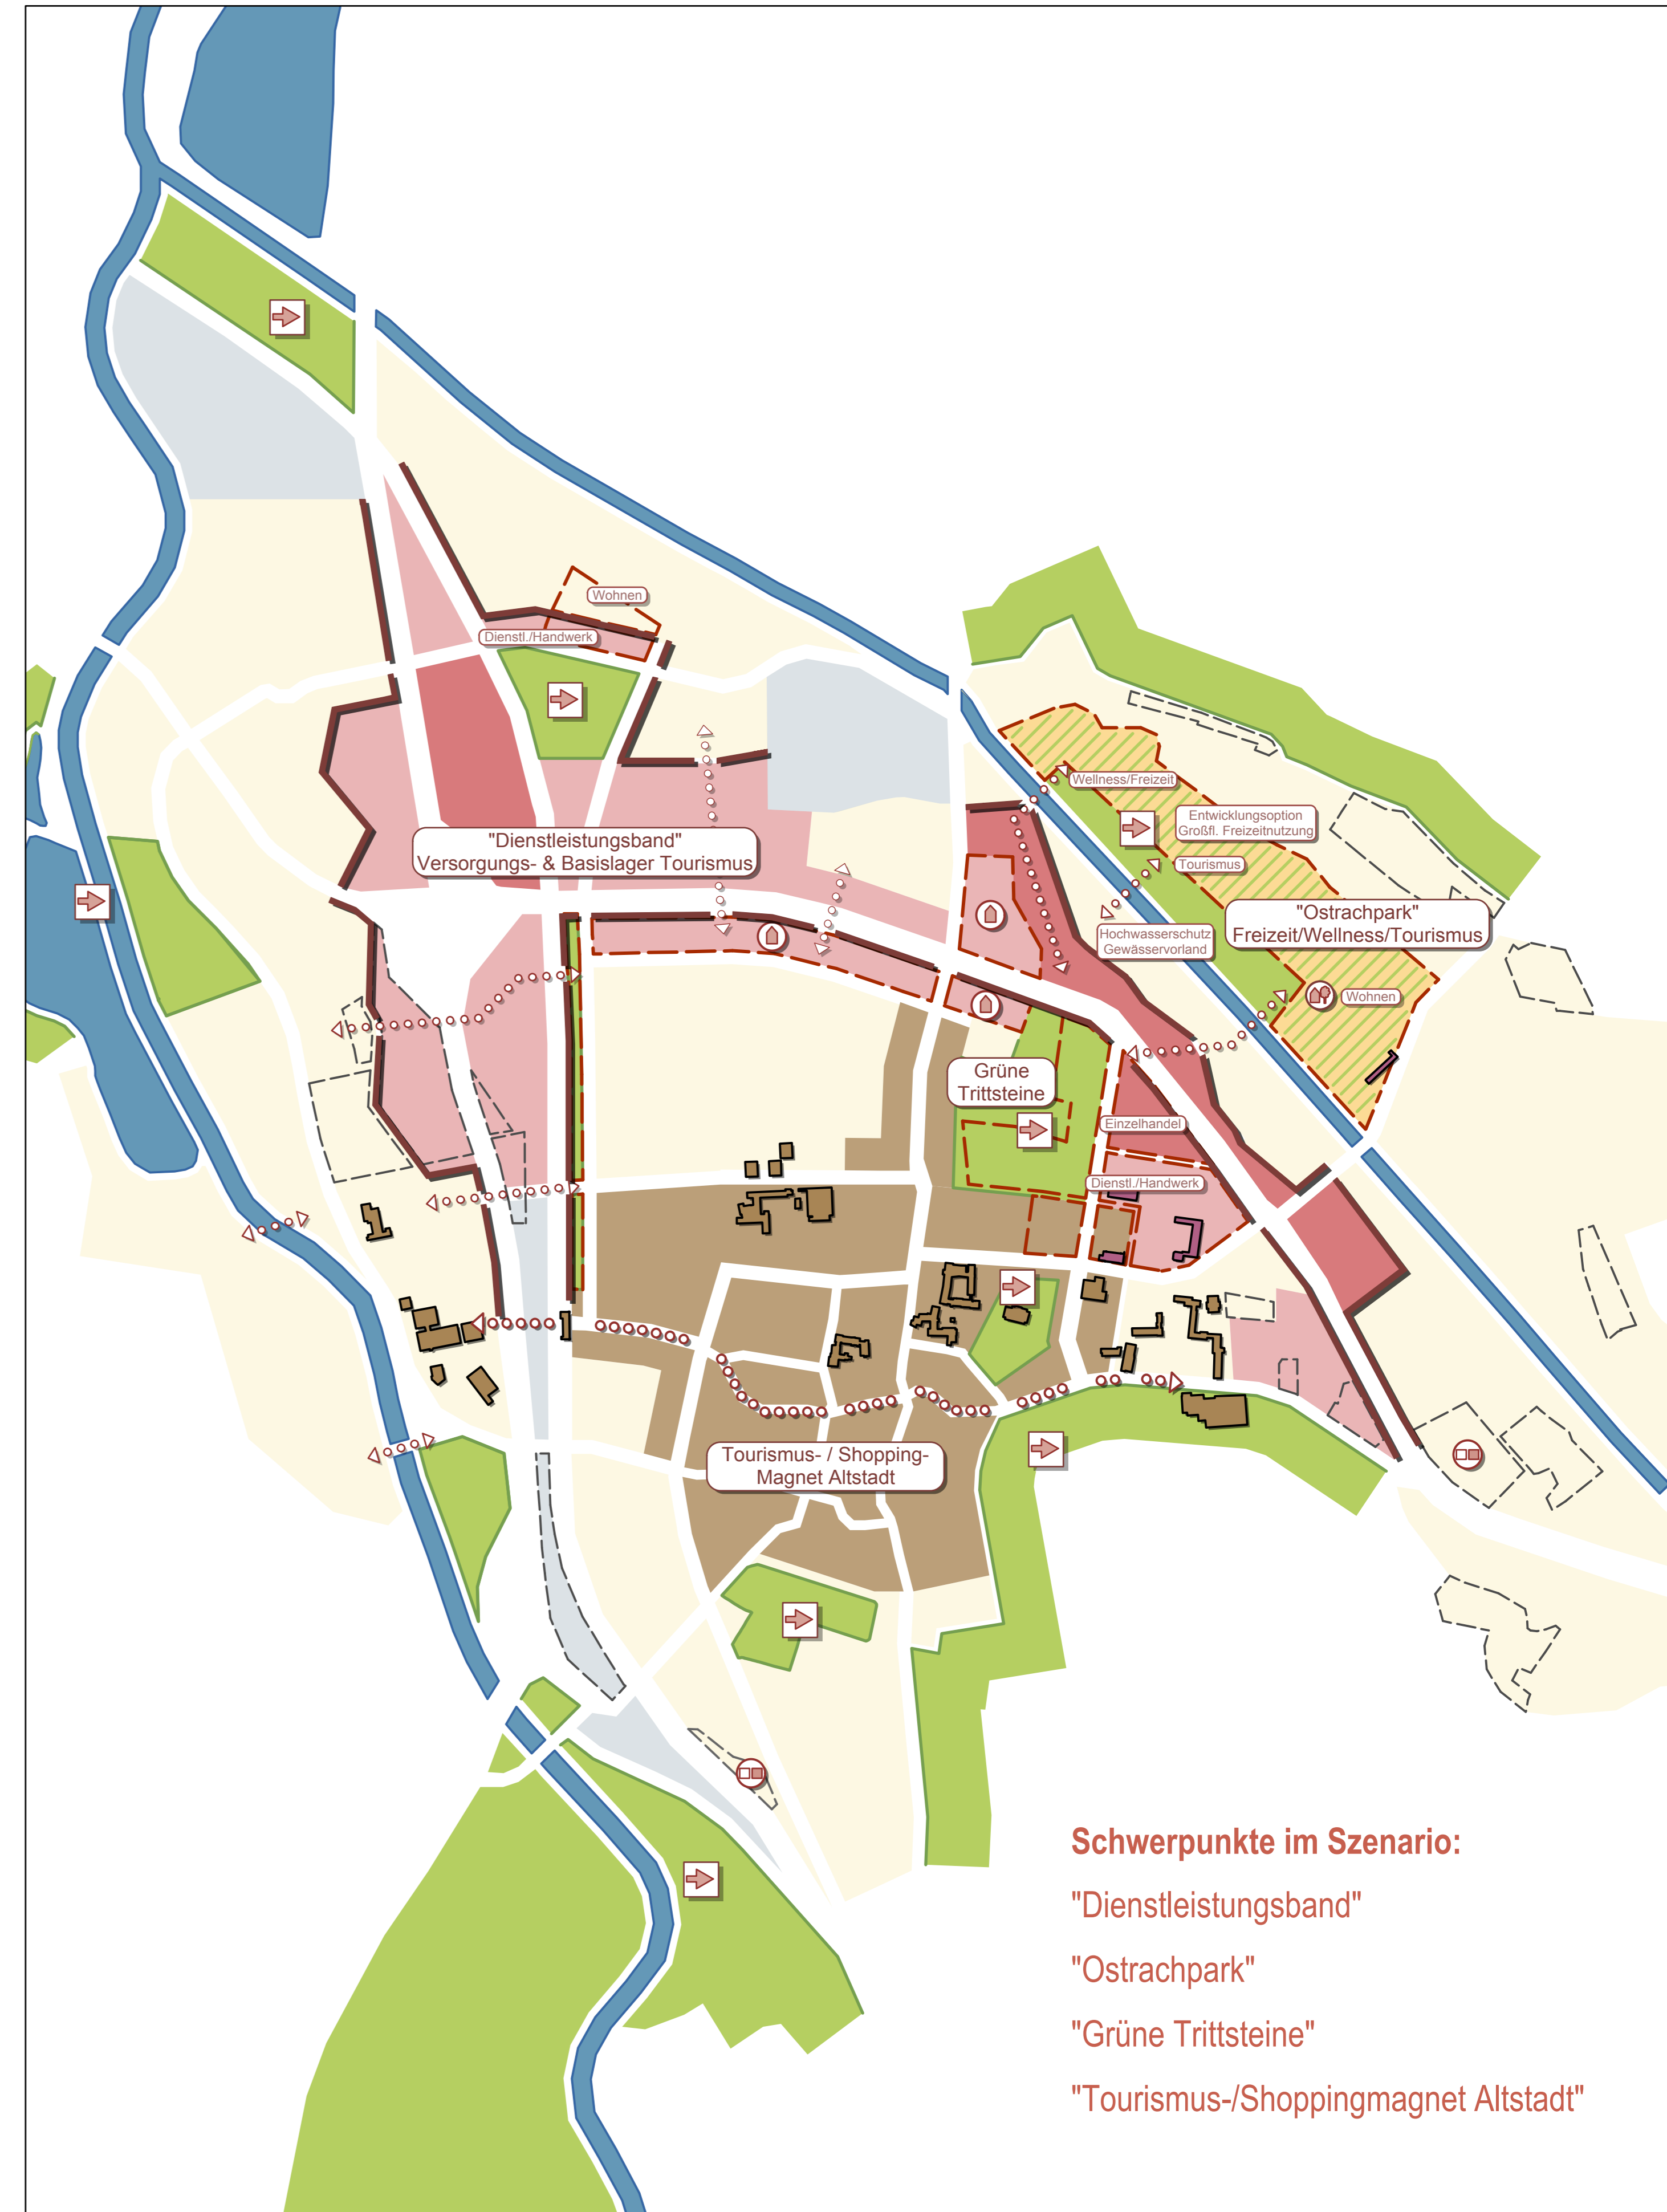 Wohnen
Dienstl./Handwerk
Wellness/Freizeit
Entwicklungsoption
Großfl. Freizeitnutzung
"Dienstleistungsband"
Versorgungs- & Basislager Tourismus
Tourismus
"Ostrachpark"
Freizeit/Wellness/Tourismus
Hochwasserschutz
Gewässervorland
Wohnen
Grüne
Trittsteine
Einzelhandel
Dienstl./Handwerk
Tourismus- / Shopping-
Magnet Altstadt
Schwerpunkte im Szenario:
"Dienstleistungsband"
"Ostrachpark"
"Grüne Trittsteine"
"Tourismus-/Shoppingmagnet Altstadt"